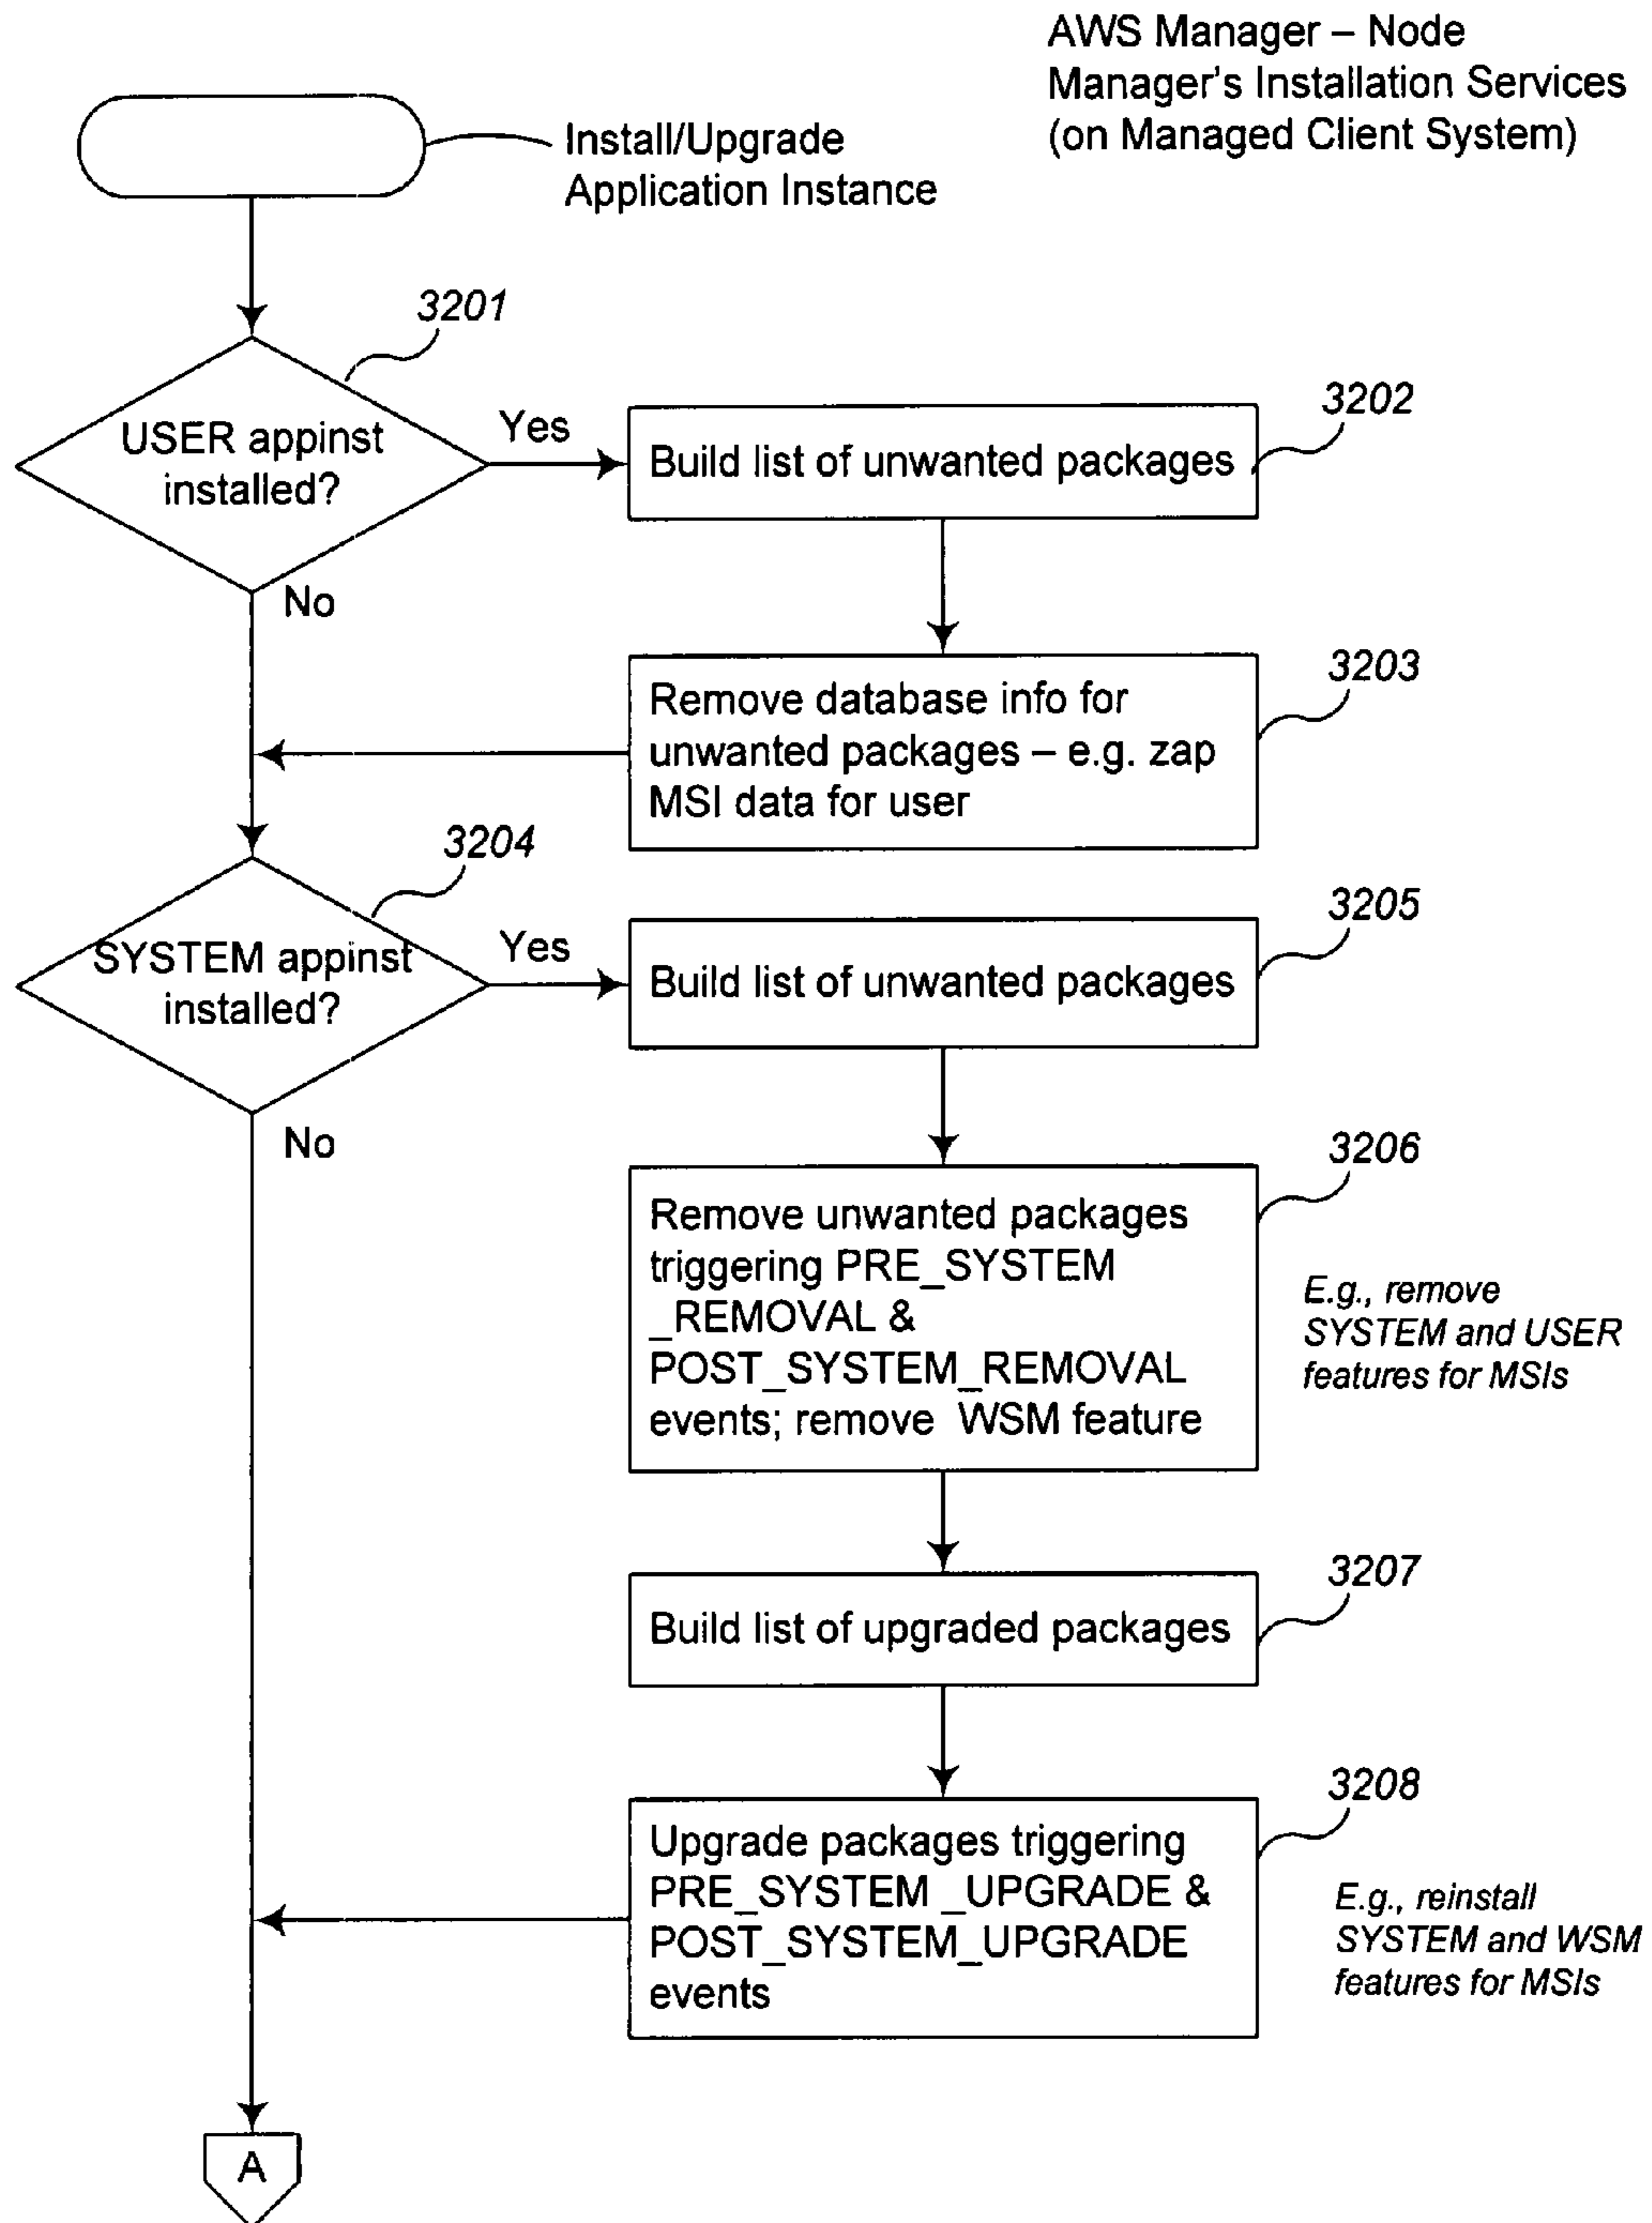 AWS Manager – Node
Manager's Installation Services
(on Managed Client System)
Install/Upgrade
Application Instance
3201
USER appinst
installed?
Yes
No
3202
Build list of unwanted packages
3203
Remove database info for
unwanted packages – e.g. zap
MSI data for user
3204
SYSTEM appinst
installed?
Yes
No
3205
Build list of unwanted packages
3206
Remove unwanted packages
triggering PRE_SYSTEM
_REMOVAL &
POST_SYSTEM_REMOVAL
events; remove WSM feature
E.g., remove
SYSTEM and USER
features for MSIs
3207
Build list of upgraded packages
3208
Upgrade packages triggering
PRE_SYSTEM _UPGRADE &
POST_SYSTEM_UPGRADE
events
E.g., reinstall
SYSTEM and WSM
features for MSIs
A